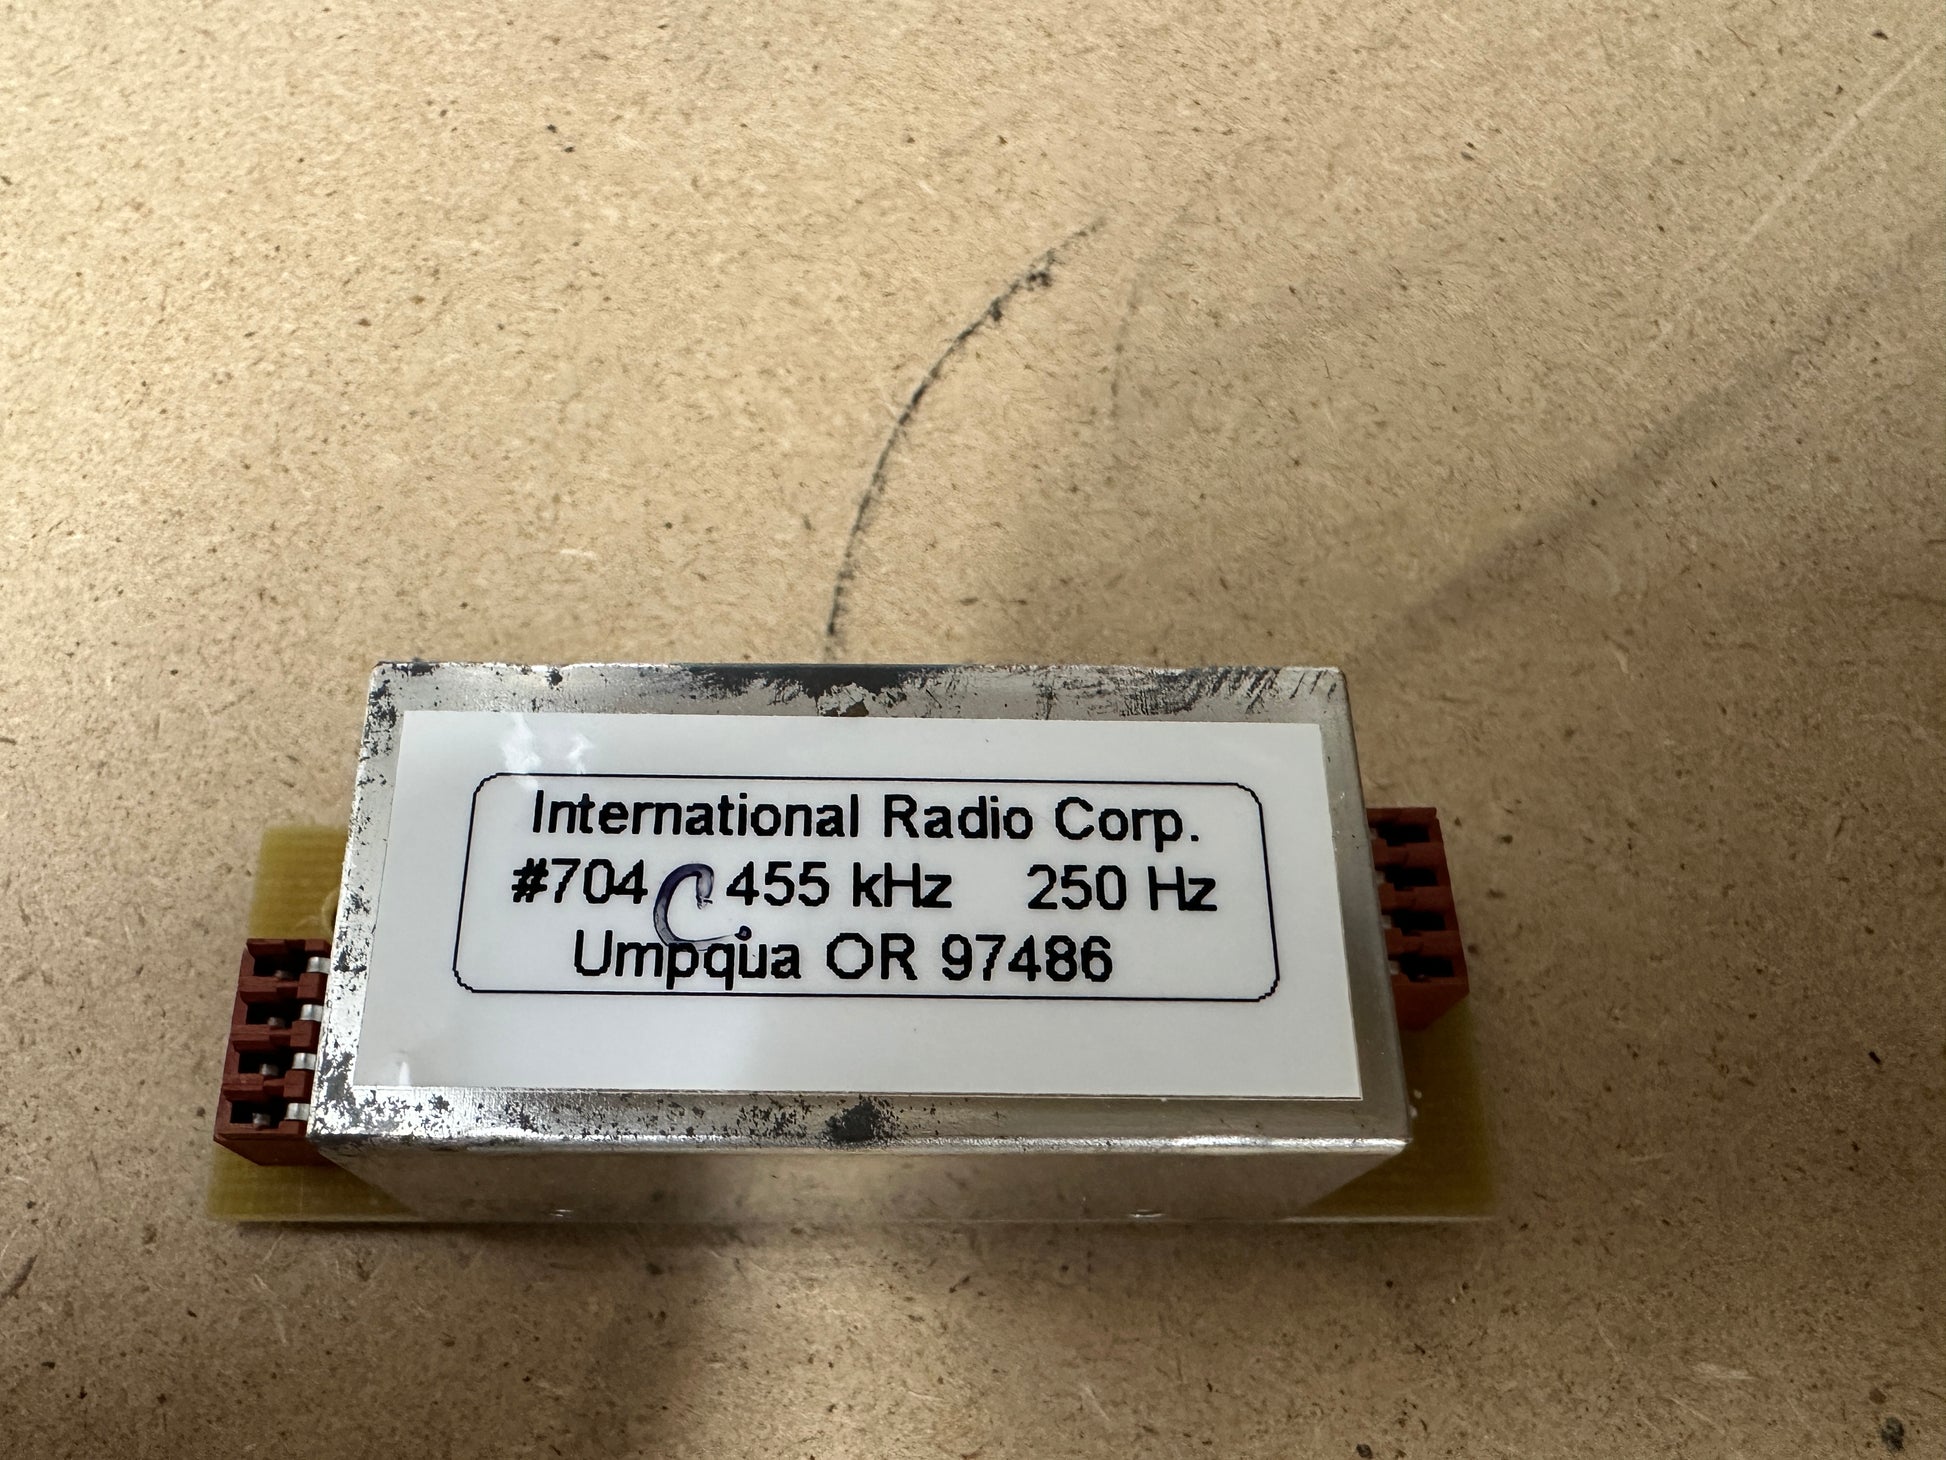 International Radio Corp.
#704 C 455 kHz 250 Hz
Umpqua OR 97486